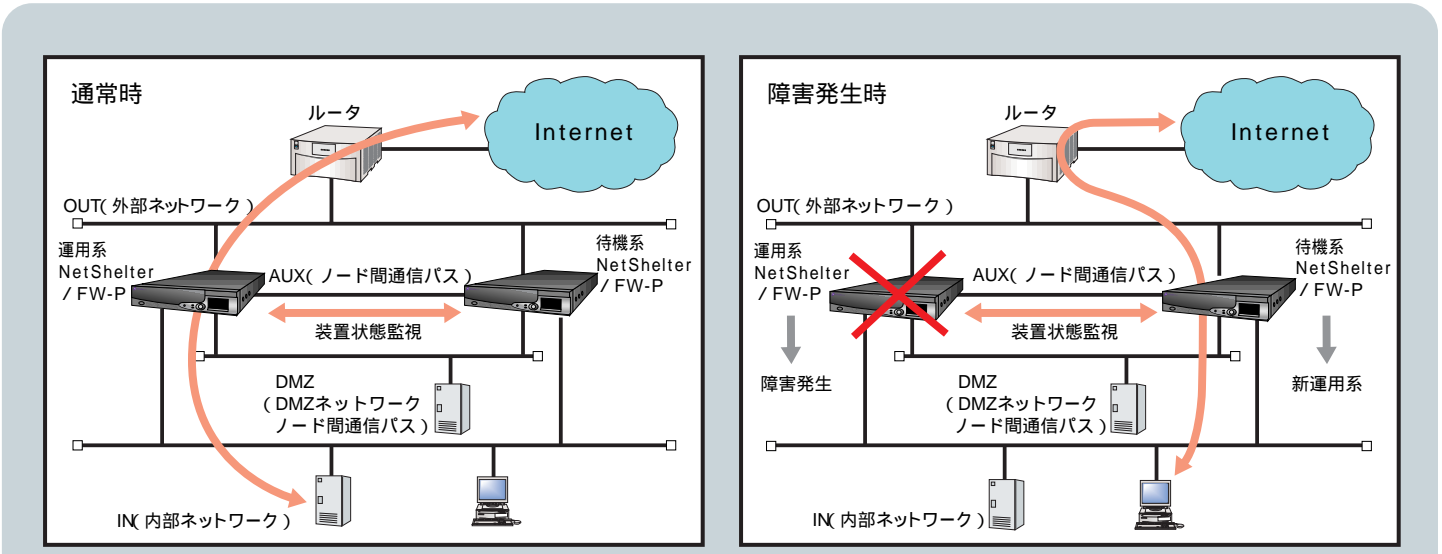 通常時
ルータ
Internet
OUT(外部ネットワーク)
運用系
NetShelter
/FW-P
AUX(ノード間通信パス)
待機系
NetShelter
/FW-P
装置状態監視
DMZ
(DMZネットワーク
ノード間通信パス)
IN(内部ネットワーク)
障害発生時
ルータ
Internet
OUT(外部ネットワーク)
運用系
NetShelter
/FW-P
AUX(ノード間通信パス)
待機系
NetShelter
/FW-P
装置状態監視
障害発生
新運用系
DMZ
(DMZネットワーク
ノード間通信パス)
IN(内部ネットワーク)